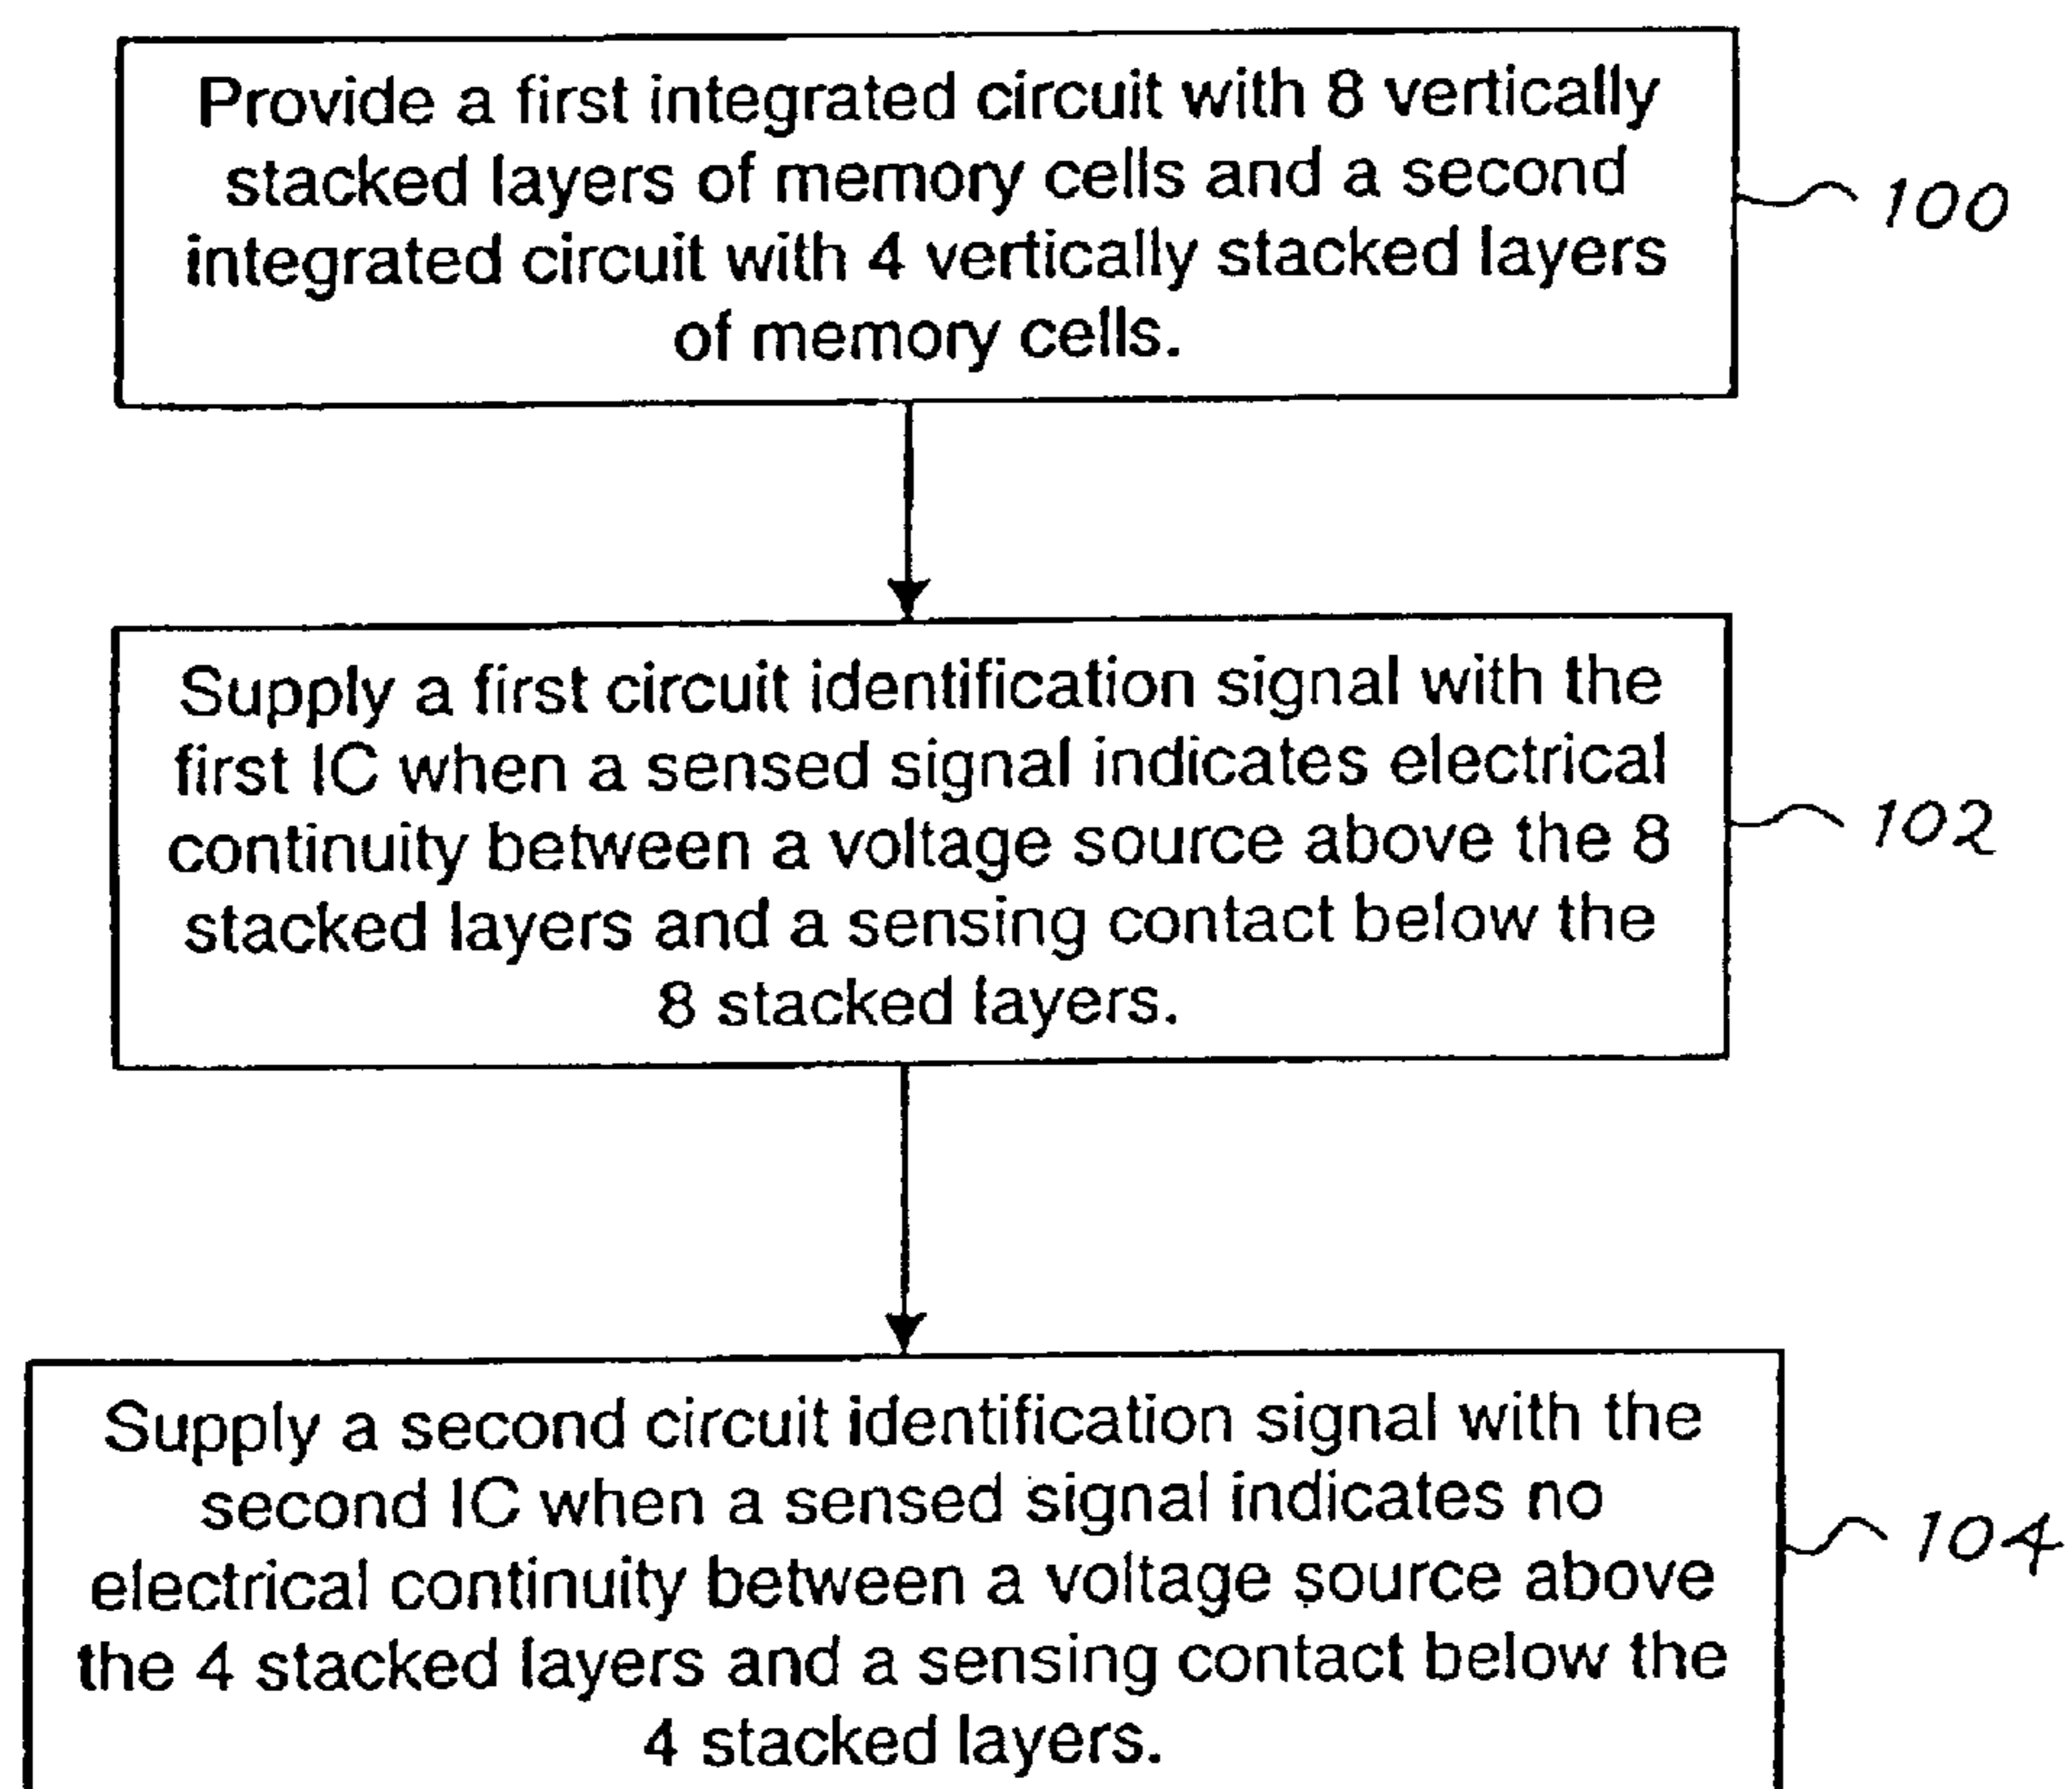 Provide a first integrated circuit with 8 vertically
stacked layers of memory cells and a second
integrated circuit with 4 vertically stacked layers
of memory cells.
100
Supply a first circuit identification signal with the
first IC when a sensed signal indicates electrical
continuity between a voltage source above the 8
stacked layers and a sensing contact below the
8 stacked layers.
102
Supply a second circuit identification signal with the
second IC when a sensed signal indicates no
electrical continuity between a voltage source above
the 4 stacked layers and a sensing contact below the
4 stacked layers.
104